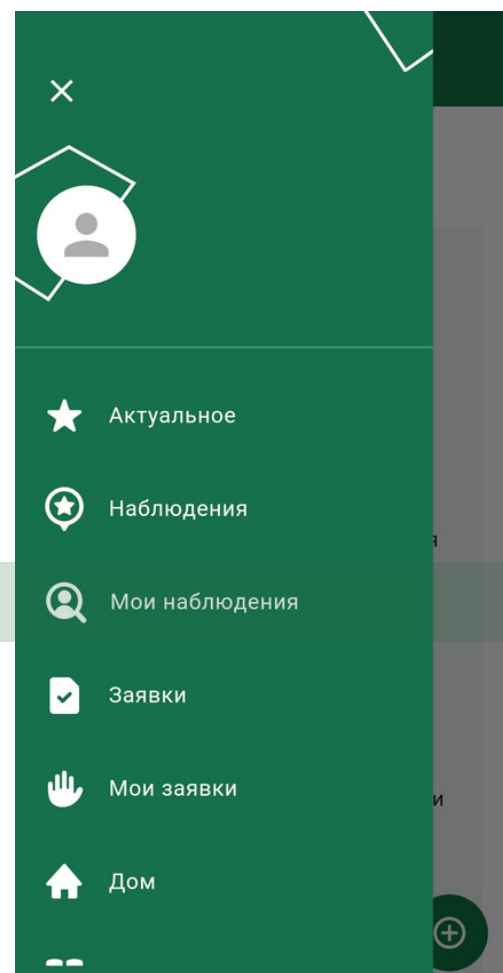 Актуальное
Наблюдения
я
Мои наблюдения
Заявки
Мои заявки
и
Дом